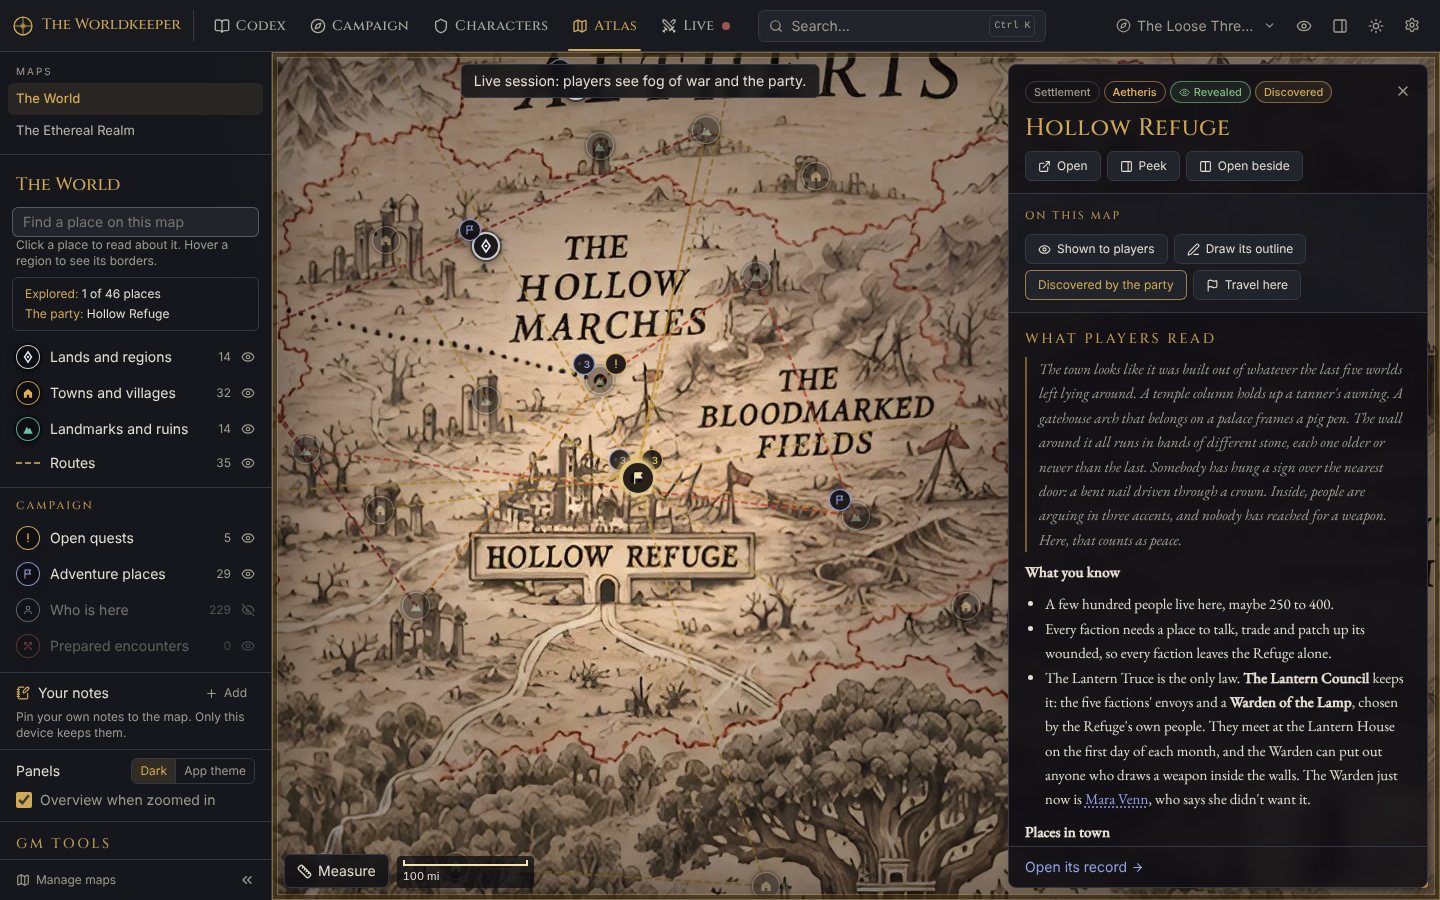 The Worldkeeper
Codex
Campaign
Characters
Atlas
Live
Search...
Ctrl K
The Loose Thre...
MAPS
The World
The Ethereal Realm
The World
Find a place on this map
Click a place to read about it. Hover a
region to see its borders.
Explored: 1 of 46 places
The party: Hollow Refuge
Lands and regions 14
Towns and villages 32
Landmarks and ruins 14
Routes 35
CAMPAIGN
Open quests 5
Adventure places 29
Who is here 229
Prepared encounters 0
Your notes
+ Add
Pin your own notes to the map. Only this
device keeps them.
Panels
Dark
App theme
Overview when zoomed in
GM TOOLS
Manage maps
Live session: players see fog of war and the party.
THE
HOLLOW
MARCHES
3
!
THE
BLOODMARKED
FIELDS
3
3
HOLLOW REFUGE
Measure
100 mi
Settlement
Aetheris
Revealed
Discovered
Hollow Refuge
Open
Peek
Open beside
ON THIS MAP
Shown to players
Draw its outline
Discovered by the party
Travel here
WHAT PLAYERS READ
The town looks like it was built out of whatever the last five worlds
left lying around. A temple column holds up a tanner's awning. A
gatehouse arch that belongs on a palace frames a pig pen. The wall
around it all runs in bands of different stone, each one older or
newer than the last. Somebody has hung a sign over the nearest
door: a bent nail driven through a crown. Inside, people are
arguing in three accents, and nobody has reached for a weapon.
Here, that counts as peace.
What you know
• A few hundred people live here, maybe 250 to 400.
• Every faction needs a place to talk, trade and patch up its
wounded, so every faction leaves the Refuge alone.
• The Lantern Truce is the only law. The Lantern Council keeps
it: the five factions' envoys and a Warden of the Lamp, chosen
by the Refuge's own people. They meet at the Lantern House
on the first day of each month, and the Warden can put out
anyone who draws a weapon inside the walls. The Warden just
now is Mara Venn, who says she didn't want it.
Places in town
Open its record →